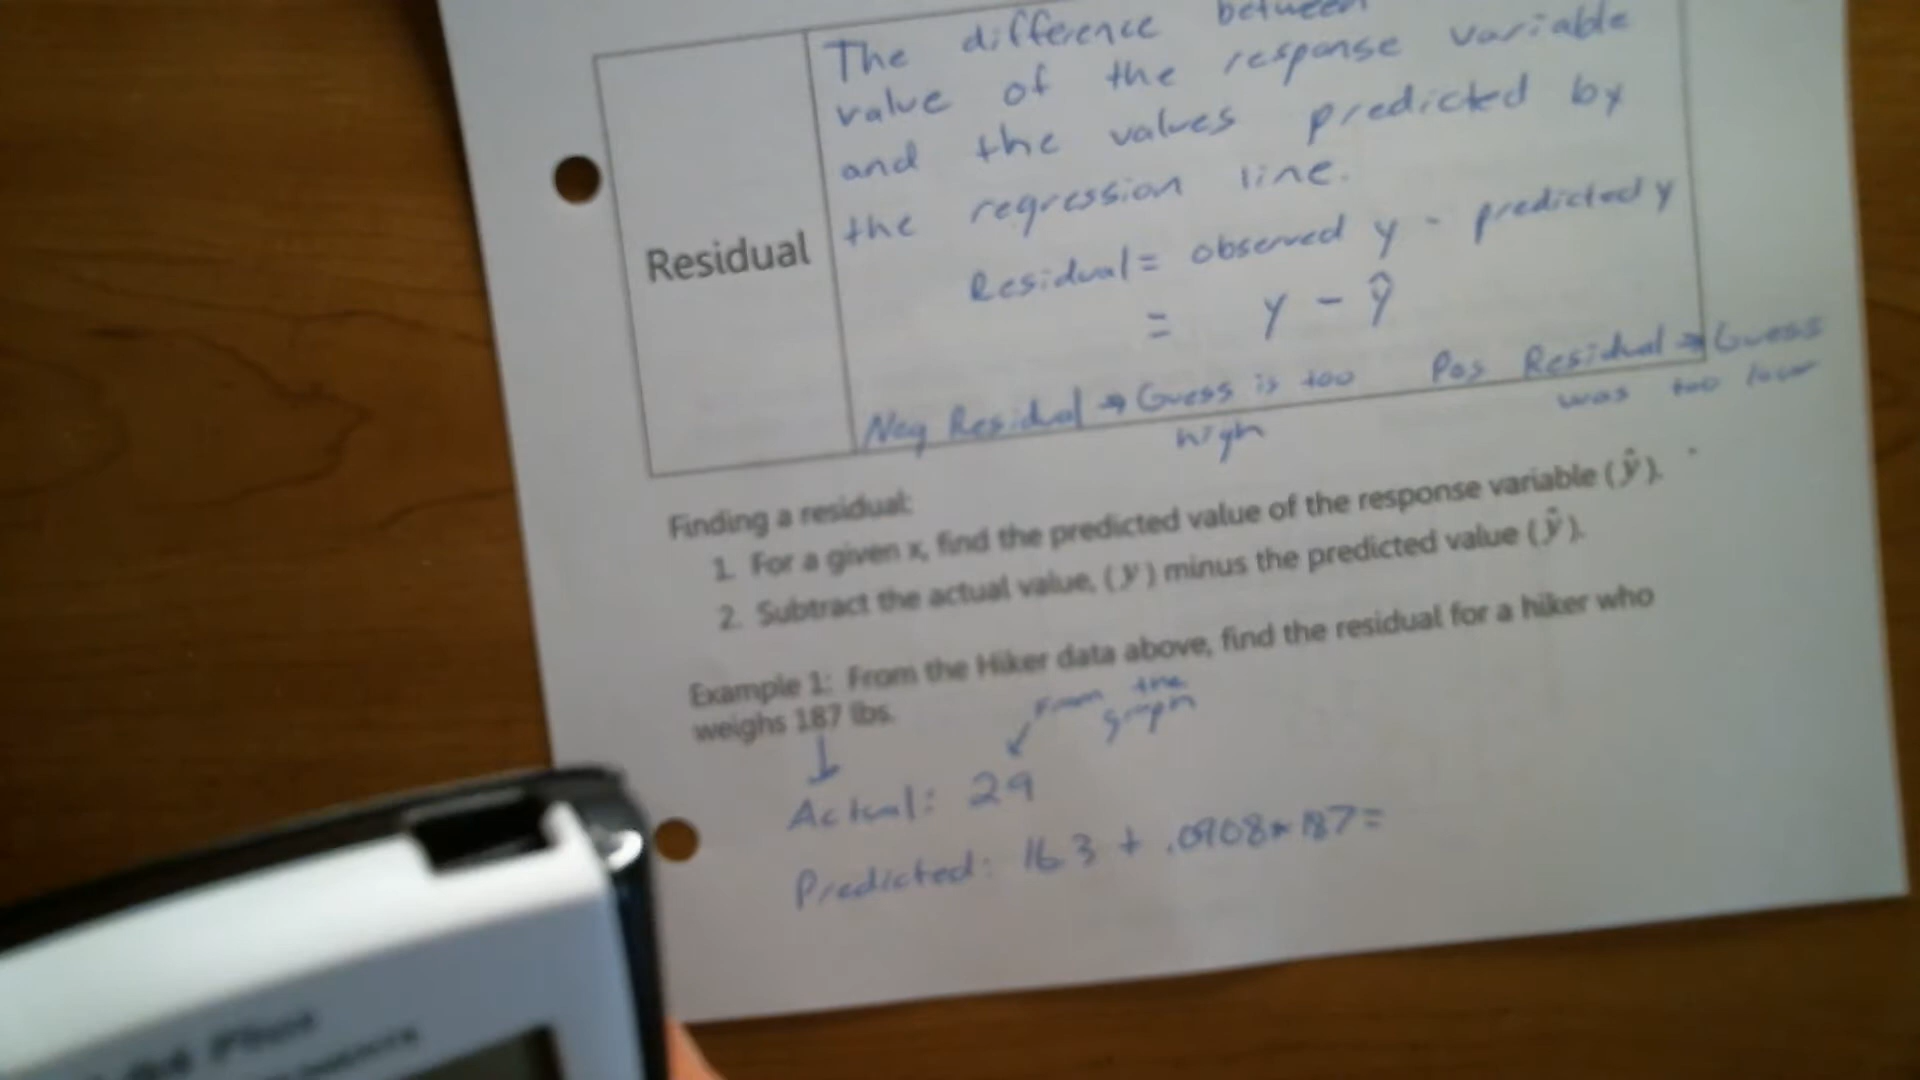 The difference between
value of the response variable
and the values predicted by
the regression line.
Residual
Residual = observed y - predicted y
= y - ŷ
Neg Residual → Guess is too high
Pos Residual → Guess was too low
Finding a residual:
1. For a given x, find the predicted value of the response variable (ŷ).
2. Subtract the actual value, (y) minus the predicted value (ŷ).
Example 1: From the Hiker data above, find the residual for a hiker who
weighs 187 lbs.
From the graph
Actual: 29
Predicted: 16.3 + .0908*187=
84 Plus